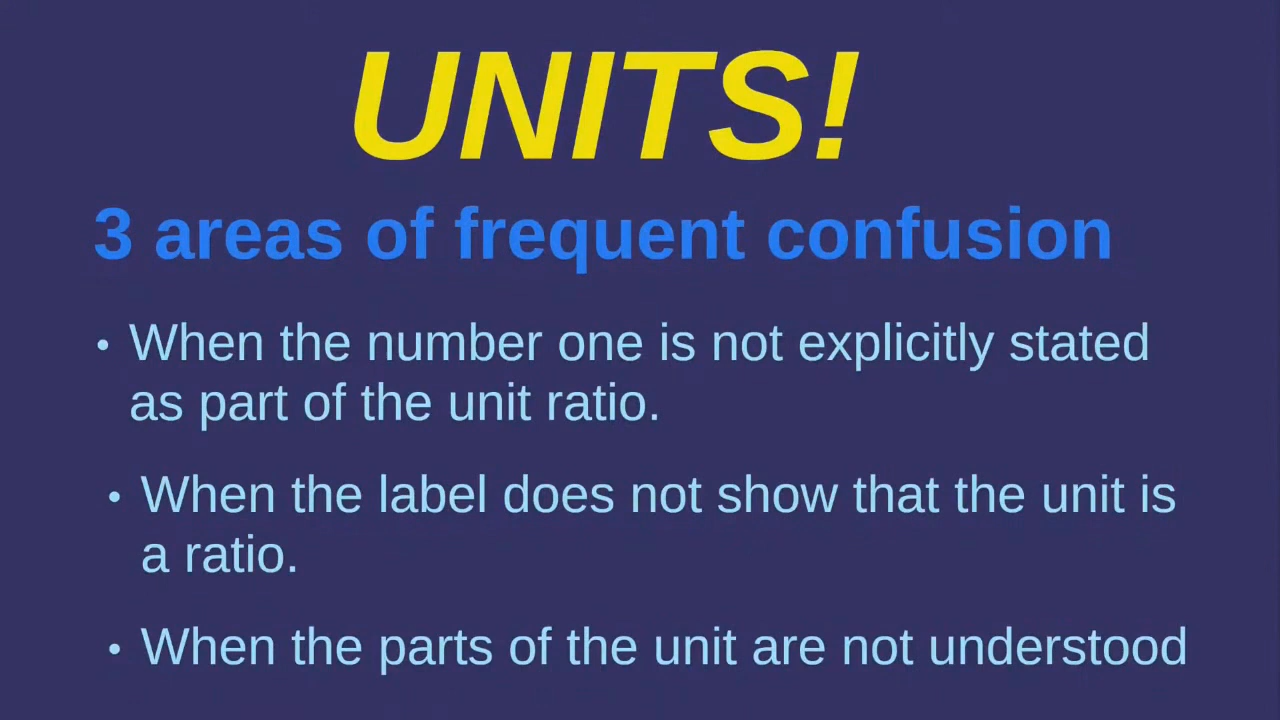 UNITS!
3 areas of frequent confusion
• When the number one is not explicitly stated
as part of the unit ratio.
• When the label does not show that the unit is
a ratio.
• When the parts of the unit are not understood